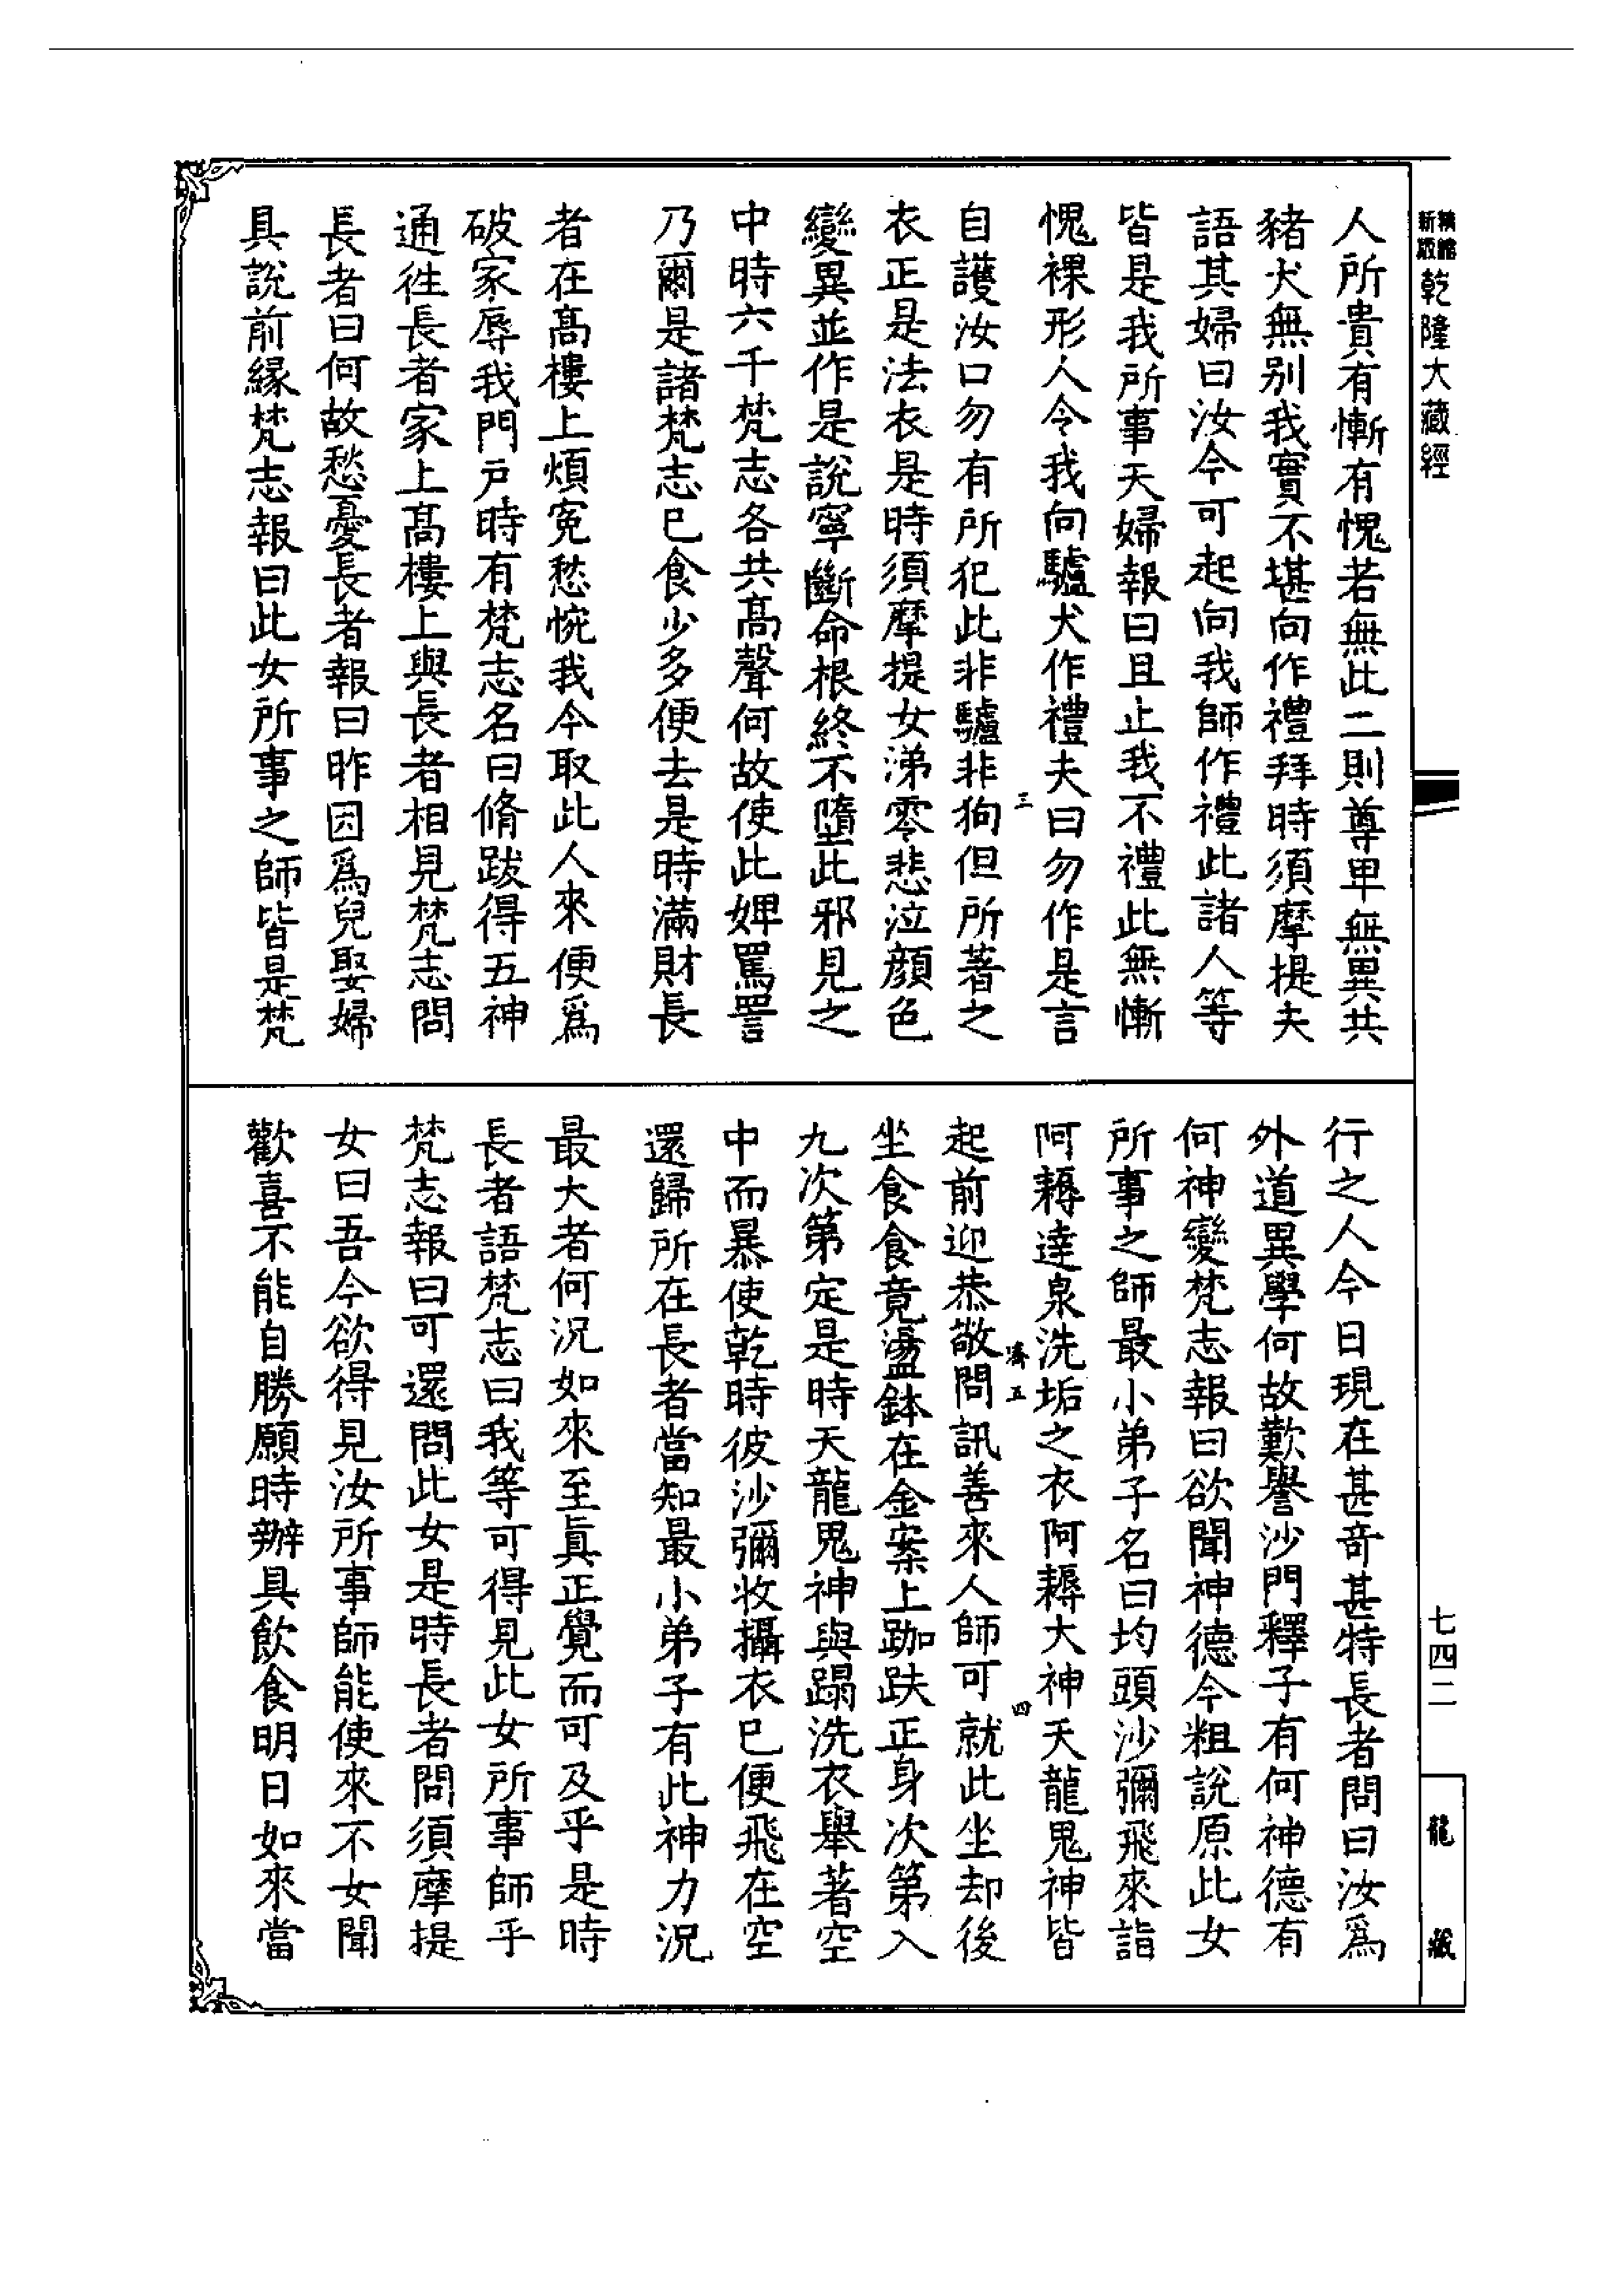 新版
精縮
乾隆大藏經
人所貴有慚有愧若無此二則尊卑無異共
豬犬無别我實不堪向作禮拜時須摩提夫
語其婦曰汝今可起向我師作禮此諸人等
皆是我所事天婦報曰且止我不禮此無慚
愧裸形人令我向驢犬作禮夫曰勿作是言
三
自護汝口勿有所犯此非驢非狗但所著之
衣正是法衣是時須摩提女涕零悲泣顔色
變異並作是說寧斷命根終不墮此邪見之
中時六千梵志各共髙聲何故使此婢罵詈
乃爾是諸梵志巳食少多便去是時滿財長
者在髙樓上煩寃愁惋我今取此人來便爲
破家辱我門戸時有梵志名曰脩跋得五神
通徃長者家上髙樓上與長者相見梵志問
長者曰何故愁憂長者報曰昨因爲兒娶婦
具說前緣梵志報曰此女所事之師皆是梵
行之人今日現在甚奇甚特長者問曰汝爲
外道異學何故歎譽沙門釋子有何神德有
何神變梵志報曰欲聞神德今粗說原此女
所事之師最小弟子名曰均頭沙彌飛來詣
阿耨達泉洗垢之衣阿耨大神天龍鬼神皆
濟五
四
起前迎恭敬問訊善來人師可就此坐却後
坐食食竟盪鉢在金案上跏趺正身次第入
九次第定是時天龍鬼神與蹋洗衣舉著空
中而暴使乾時彼沙彌收攝衣巳便飛在空
還歸所在長者當知最小弟子有此神力況
最大者何況如來至眞正覺而可及乎是時
長者語梵志曰我等可得見此女所事師乎
梵志報曰可還問此女是時長者問須摩提
女曰吾今欲得見汝所事師能使來不女聞
歡喜不能自勝願時辦具飲食明日如來當
七四二
龍藏